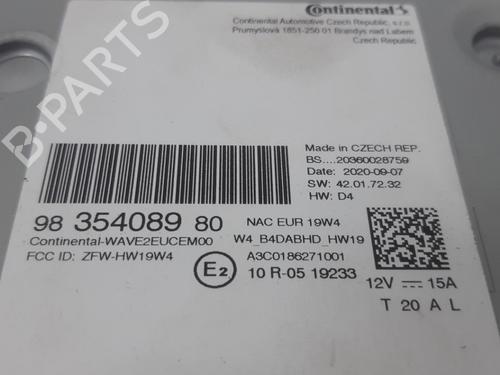 Continental
Continental Automotive Czech Republic, s.r.o.
Prumyslová 1851-250 01 Brandys nad Labem
Czech Republic
B-PARTS
Made in CZECH REP.
BS....20360028759
Date: 2020-09-07
SW: 42.01.72.32
HW: D4
98 354089 80
NAC EUR 19W4
Continental-WAVE2EUCEM00
W4_B4DABHD_HW19
FCC ID: ZFW-HW19W4
A3C0186271001
E2
10 R-05 19233
12V 15A
T 20 A L